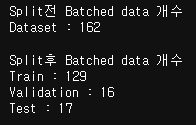 Split전 Batched data 개수
Dataset : 162
Split후 Batched data 개수
Train : 129
Validation : 16
Test : 17